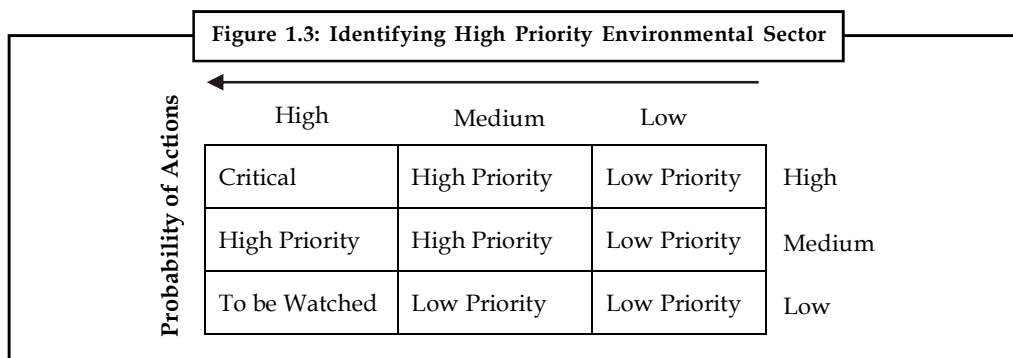 Figure 1.3: Identifying High Priority Environmental Sector
High Medium Low
Probability of Actions
Critical High Priority Low Priority High
High Priority High Priority Low Priority Medium
To be Watched Low Priority Low Priority Low